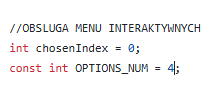 //OBSLUGA MENU INTERAKTYWNYCH
int chosenIndex = 0;
const int OPTIONS_NUM = 4;